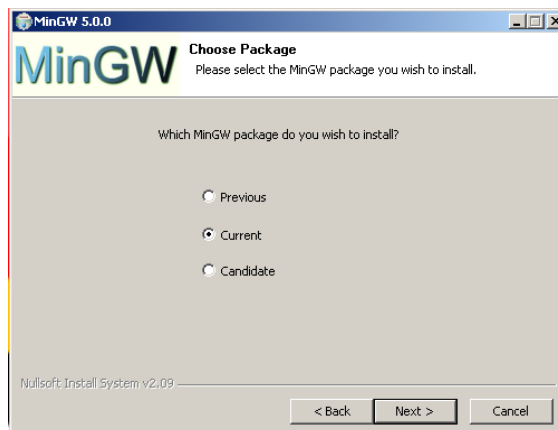 MinGW 5.0.0
MinGW
Choose Package
Please select the MinGW package you wish to install.
Which MinGW package do you wish to install?
Previous
Current
Candidate
Nullsoft Install System v2.09
< Back
Next >
Cancel